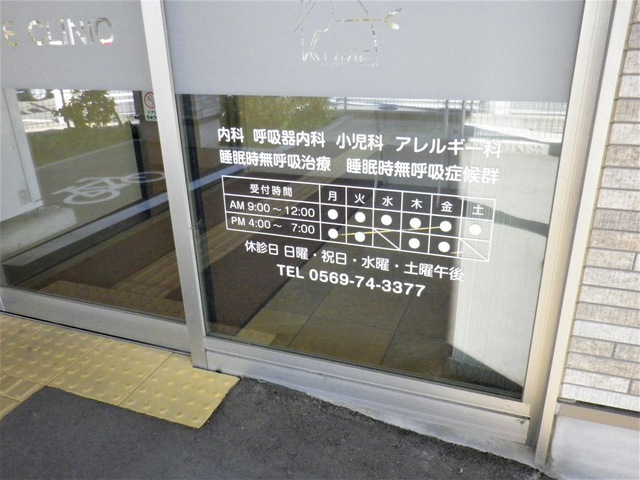 E CLINIC
内科 呼吸器内科 小児科 アレルギー科
睡眠時無呼吸治療 睡眠時無呼吸症候群
受付時間 月 火 水 木 金 土
AM 9:00～12:00 ● ● ● ● ● ●
PM 4:00～ 7:00 ● ● ● ●
休診日 日曜・祝日・水曜・土曜午後
TEL 0569-74-3377